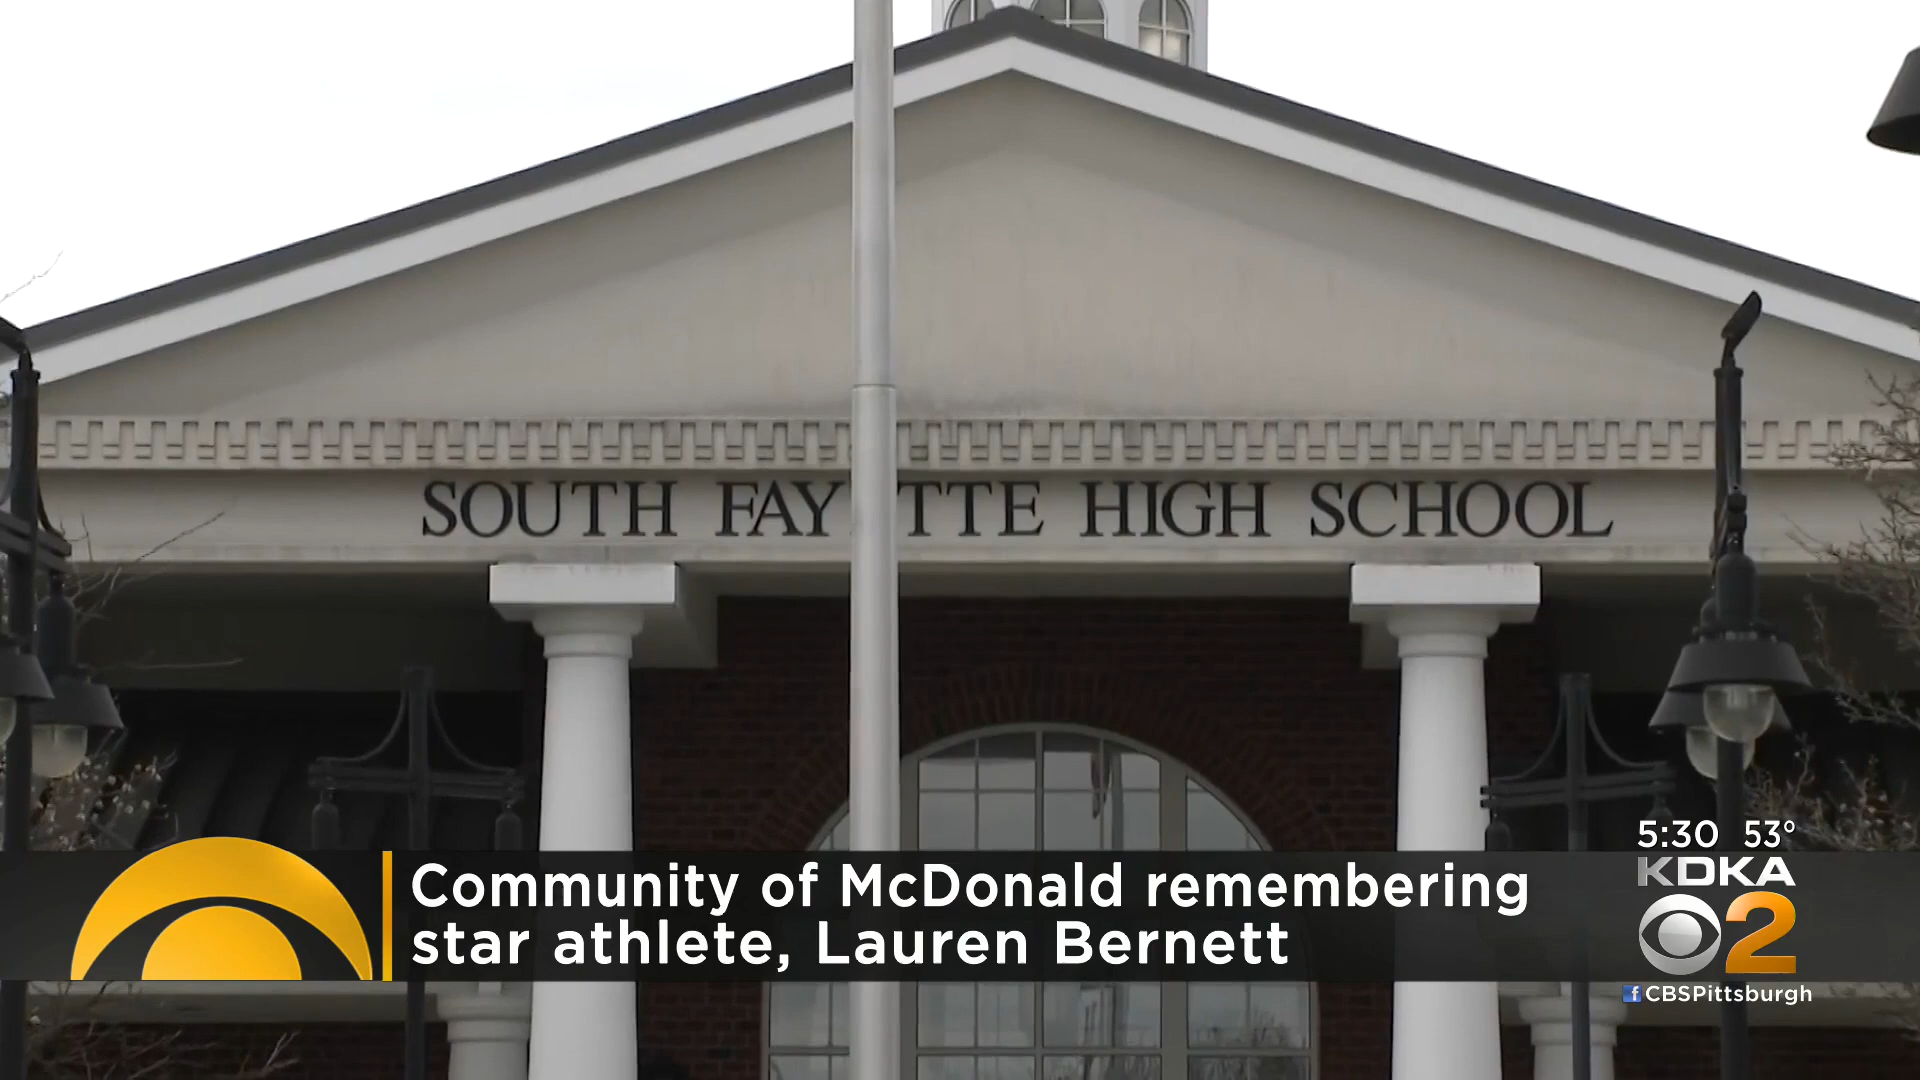 SOUTH FAY TTE HIGH SCHOOL
5:30 53°
KDKA
2
Community of McDonald remembering
star athlete, Lauren Bernett
f CBSPittsburgh